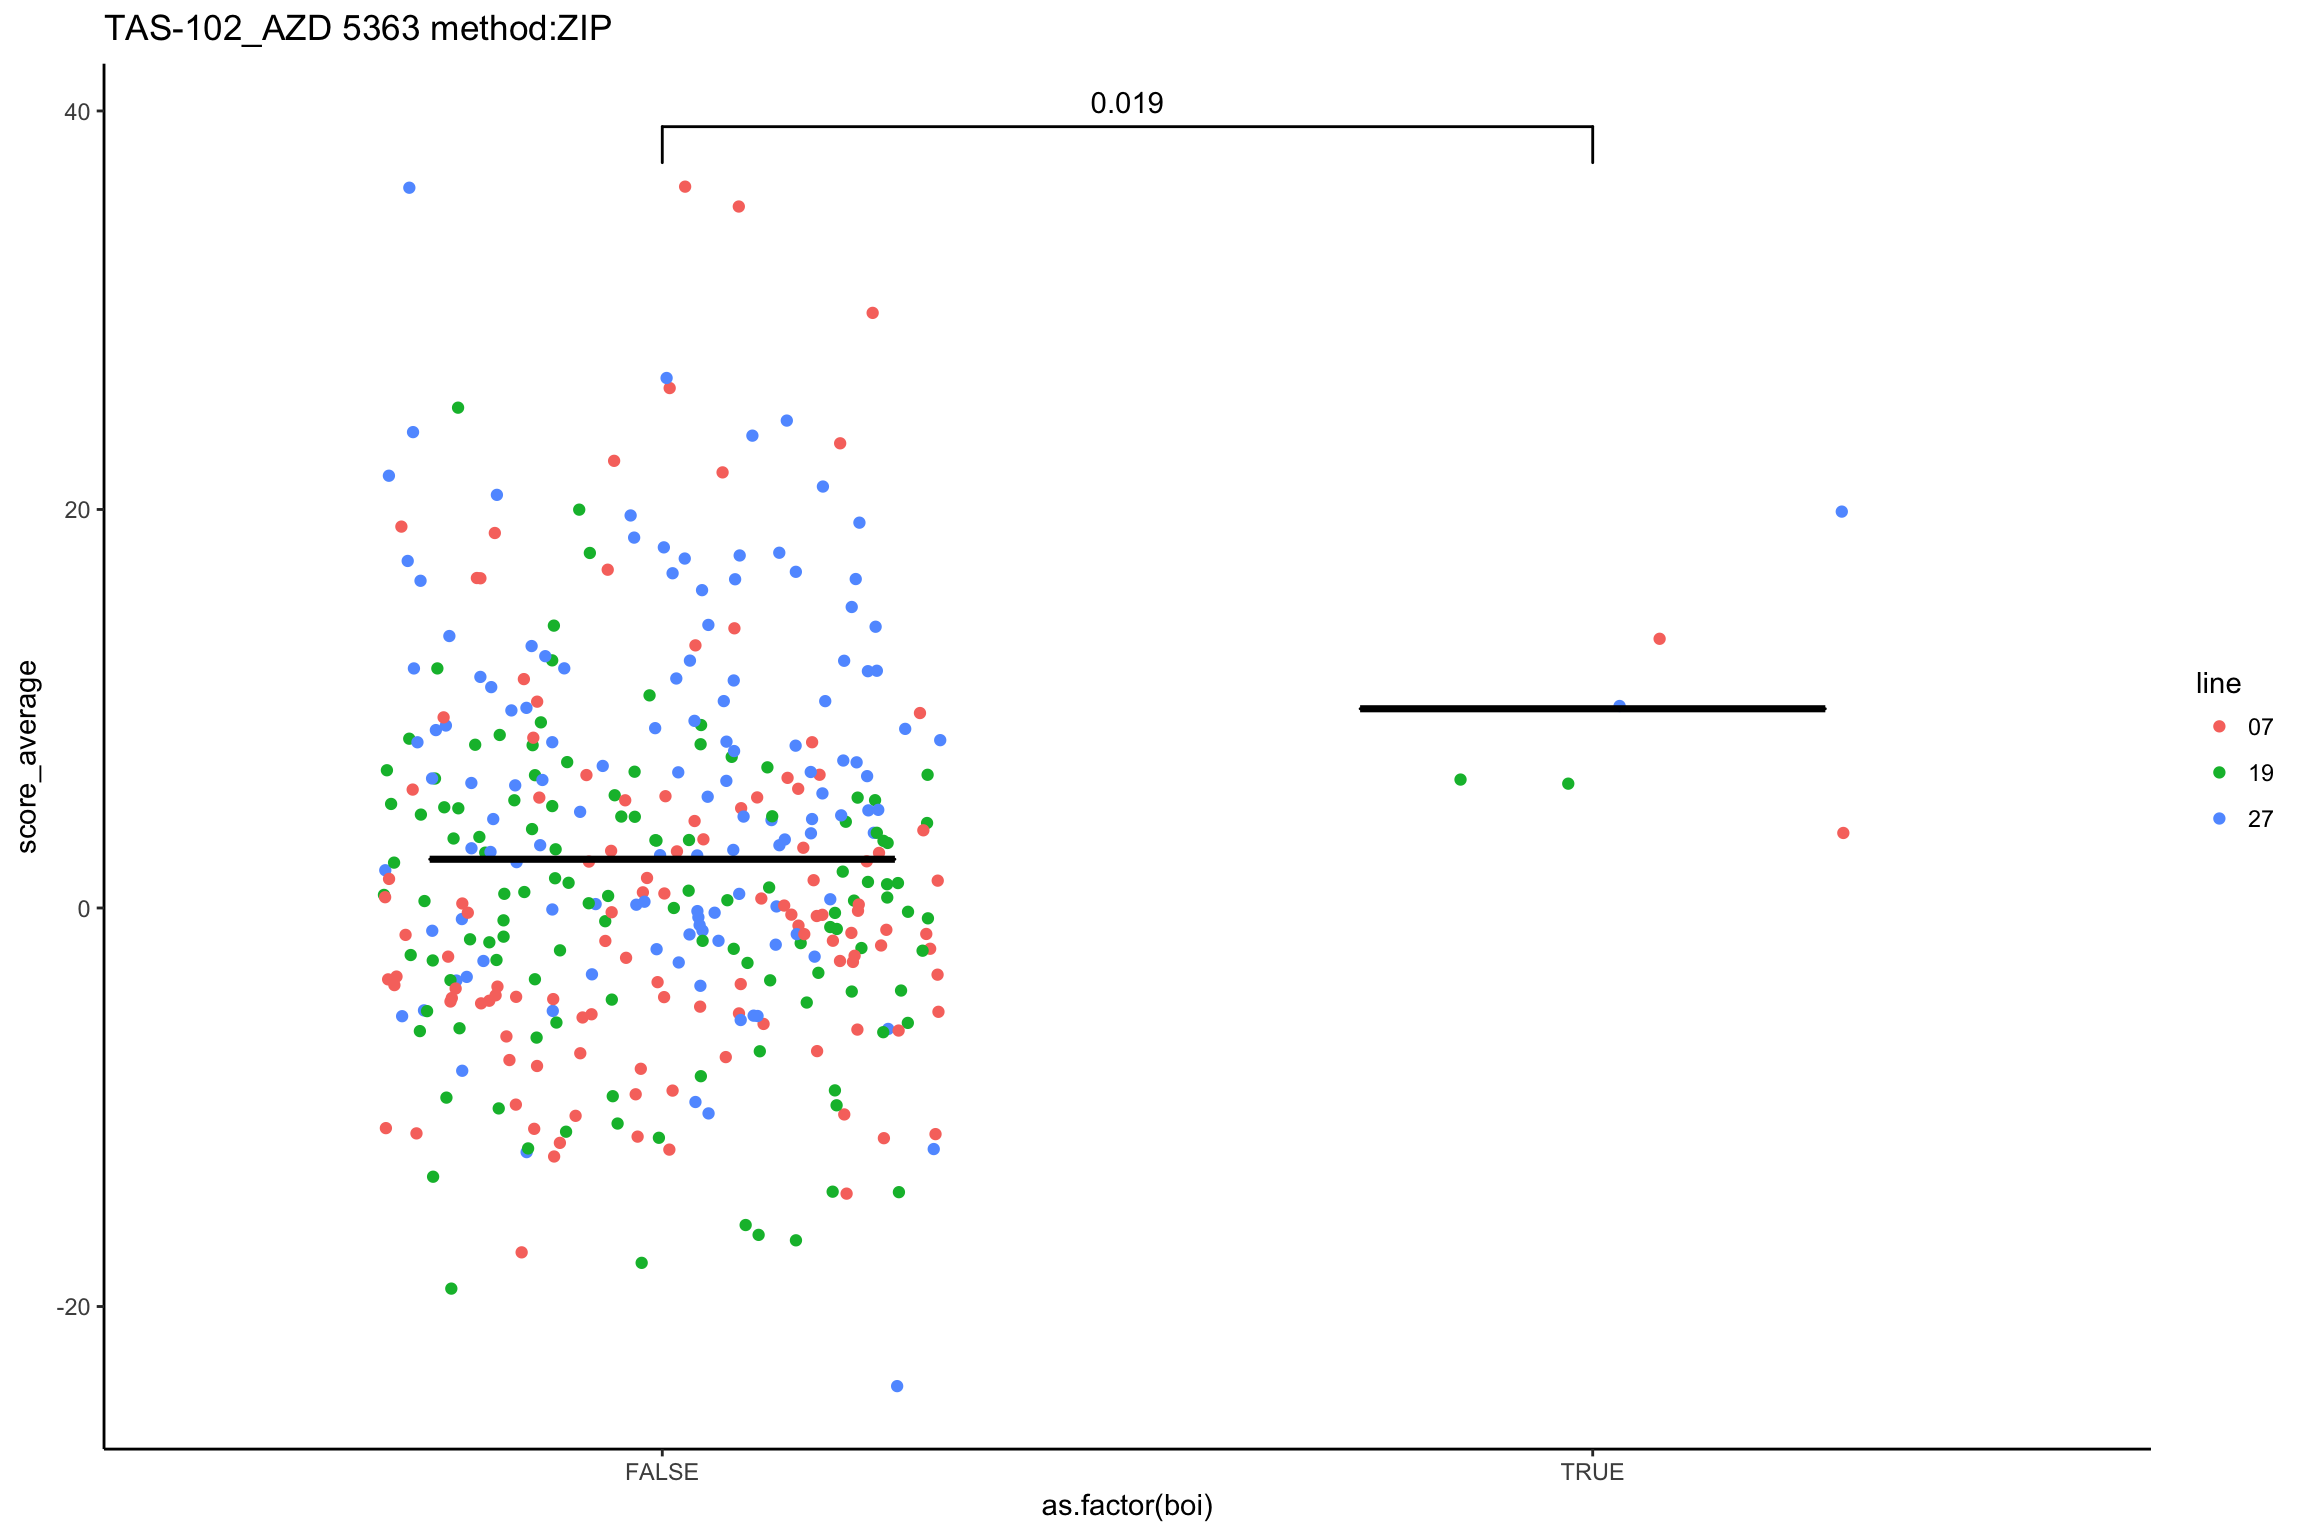 TAS-102_AZD 5363 method:ZIP
0.019
40
20
0
-20
score_average
FALSE
TRUE
as.factor(boi)
line
07
19
27